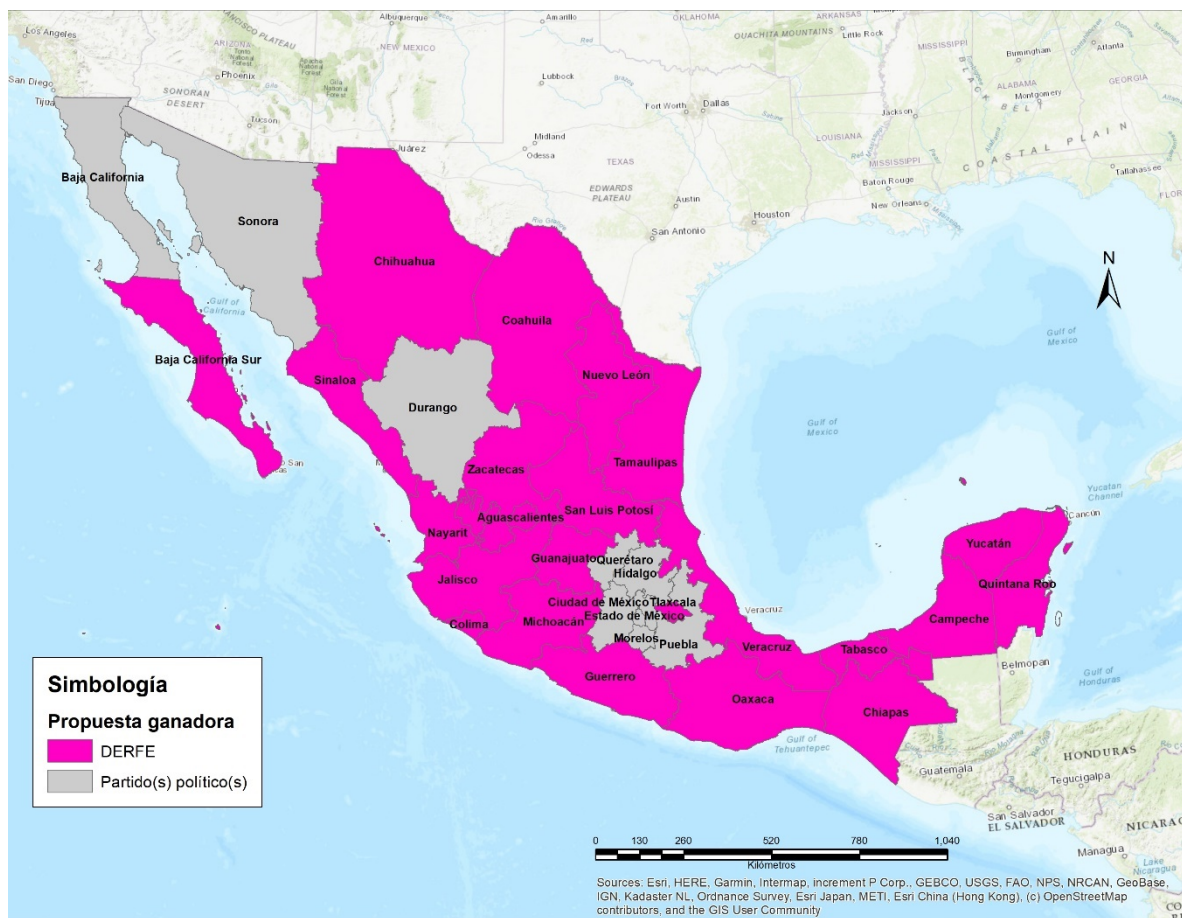 Los Angeles
San Diego
Tijua
ARIZONA
Phoenix
SONORAN
DESERT
Tucson
Albuquerque
NEW MEXICO
Amarillo
Lubbock
Midland
Odessa
Juárez
TEXAS
EDWARDS
PLATEAU
Fort Worth
Dallas
Austin
San Antonio
Houston
OKLAHOMA
OUACHITA MOUNTAINS
ARKANSAS
Little Rock
LOUISIANA
Baton Rouge
New Orleans
MISSISSIPPI
MISSISSIPPI
Jackson
Birmingham
ALABAMA
Montgomery
BLACK BELT
Atlanta
GEORGIA
COASTAL PLAIN
Tallahassee
FLOR
Baja California
Sonora
Chihuahua
Coahuila
Gulf of
California
Baja California Sur
Sinaloa
Durango
Nuevo León
Tamaulipas
Zacatecas
San Luis Potosí
Aguascalientes
Nayarit
Guanajuato
Querétaro
Hidalgo
Jalisco
Ciudad de México
Tlaxcala
Estado de México
Colima
Michoacán
Morelos
Puebla
Veracruz
Veracruz
Guerrero
Oaxaca
Tabasco
Chiapas
Campeche
Yucatán
Quintana Roo
Cancún
Yucatan
Channel
Gulf of
Mexico
Gulf of
Mexico
N
Belmopan
Gulf of
Honduras
Gulf of
Tehuantepec
Guatemala
HONDURAS
Tegucigalpa
San Salvador
EL SALVADOR
NICARAG
Managua
Lake
Nicaragua
Simbología
Propuesta ganadora
DERFE
Partido(s) político(s)
0 130 260 520 780 1,040
Kilómetros
Sources: Esri, HERE, Garmin, Intermap, increment P Corp., GEBCO, USGS, FAO, NPS, NRCAN, GeoBase,
IGN, Kadaster NL, Ordnance Survey, Esri Japan, METI, Esri China (Hong Kong), (c) OpenStreetMap
contributors, and the GIS User Community